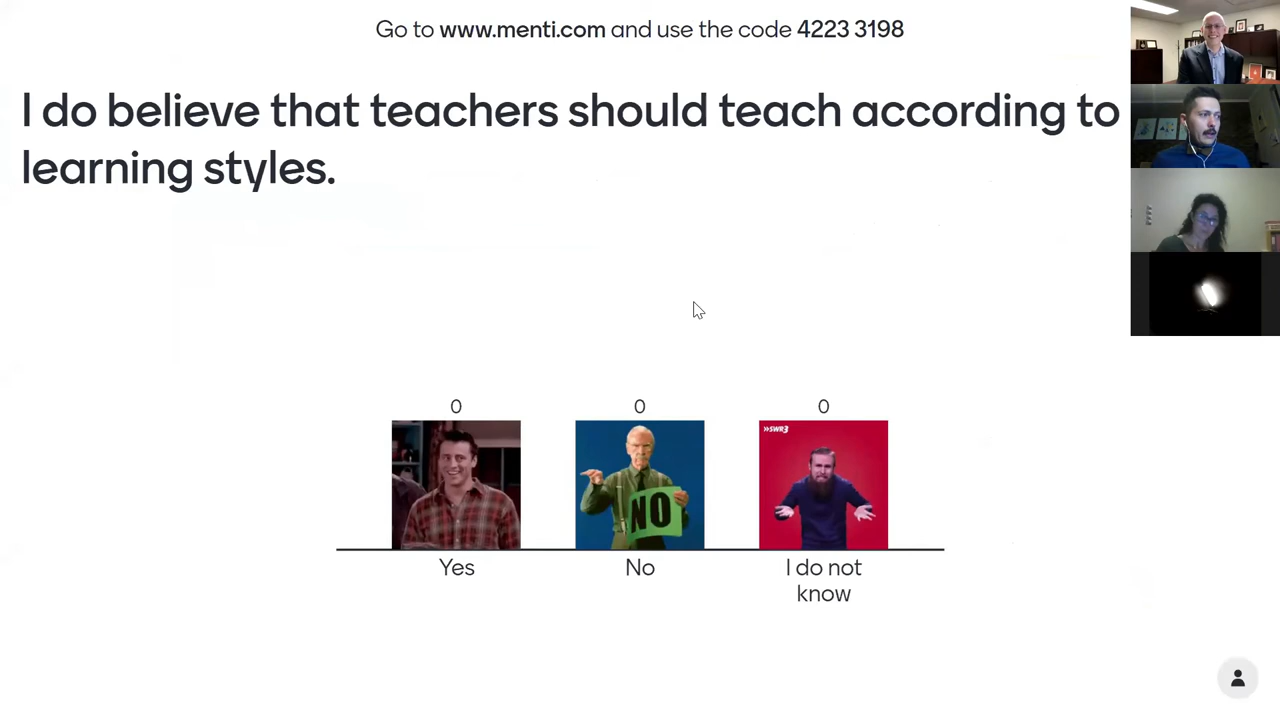 Go to www.menti.com and use the code 4223 3198
I do believe that teachers should teach according to
learning styles.
0
0
0
»SWR3
NO
Yes
No
I do not
know